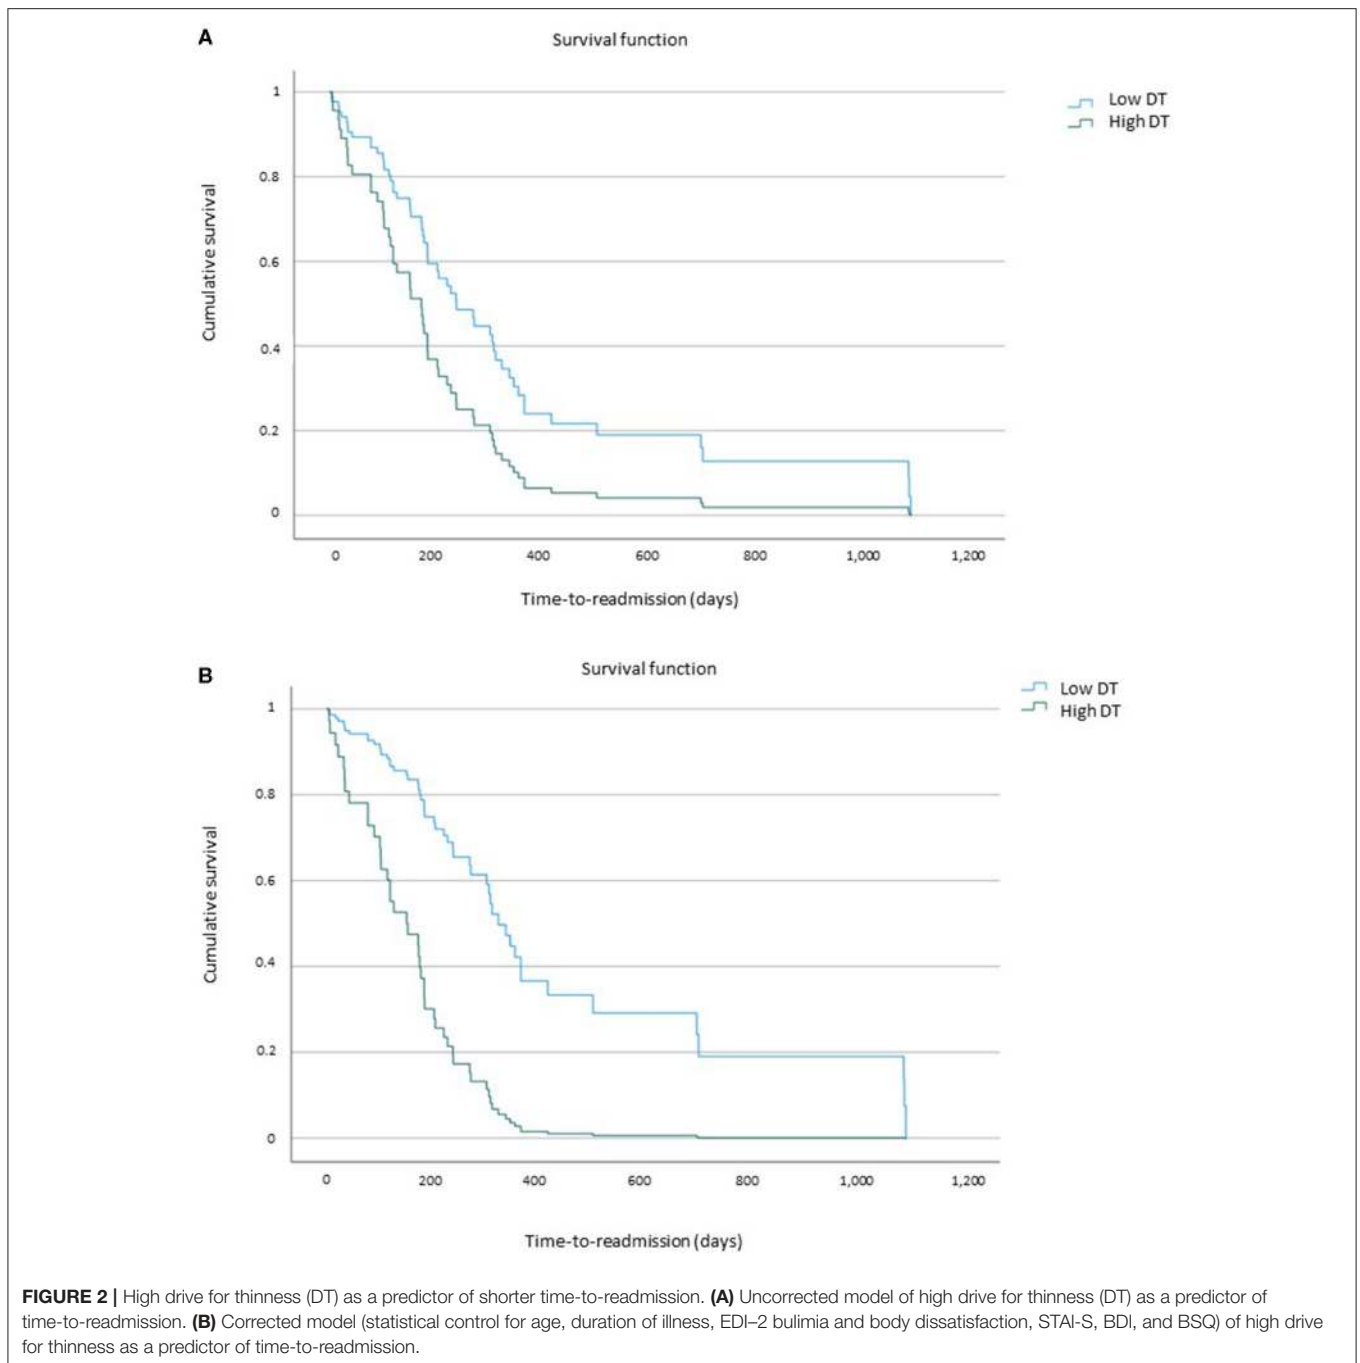 A
Survival function
Low DT
High DT
1
0.8
0.6
0.4
0.2
0
Cumulative survival
0 200 400 600 800 1,000 1,200
Time-to-readmission (days)
B
Survival function
Low DT
High DT
1
0.8
0.6
0.4
0.2
0
Cumulative survival
0 200 400 600 800 1,000 1,200
Time-to-readmission (days)
FIGURE 2 | High drive for thinness (DT) as a predictor of shorter time-to-readmission. (A) Uncorrected model of high drive for thinness (DT) as a predictor of
time-to-readmission. (B) Corrected model (statistical control for age, duration of illness, EDI–2 bulimia and body dissatisfaction, STAI-S, BDI, and BSQ) of high drive
for thinness as a predictor of time-to-readmission.